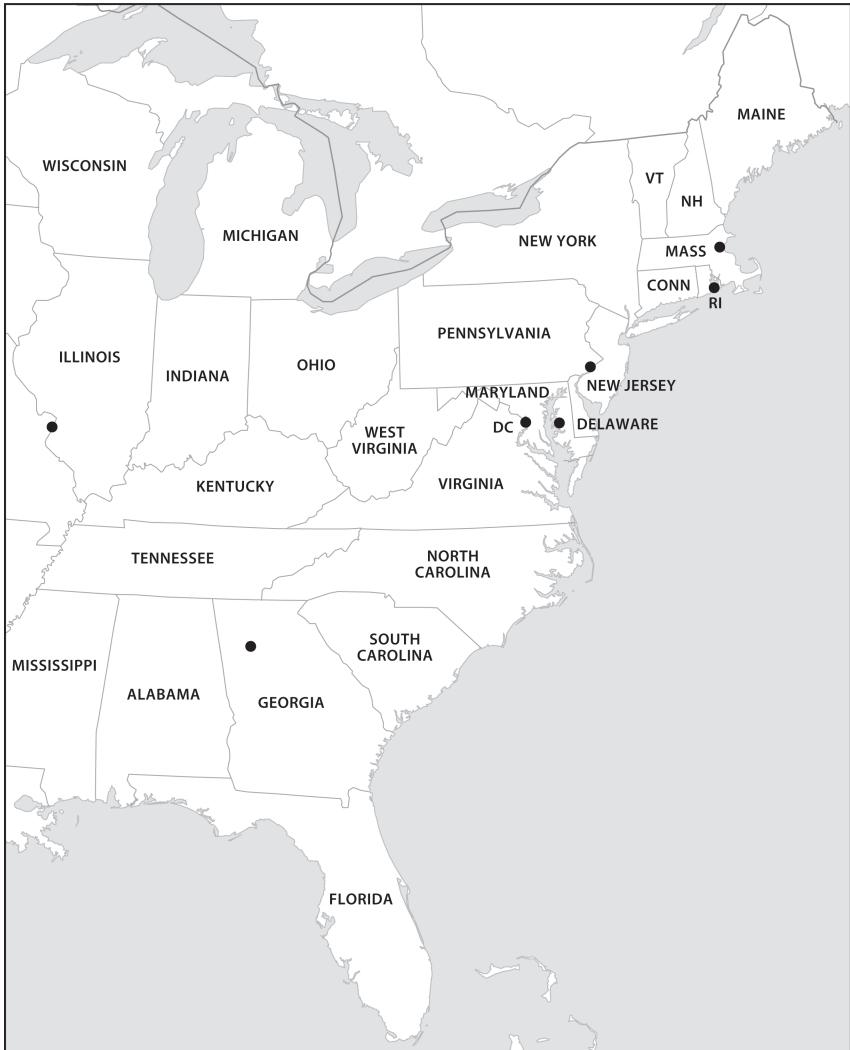 MAINE
WISCONSIN
VT
NH
MICHIGAN
NEW YORK
MASS
CONN
RI
PENNSYLVANIA
ILLINOIS
OHIO
INDIANA
NEW JERSEY
MARYLAND
DELAWARE
DC
WEST
VIRGINIA
KENTUCKY
VIRGINIA
TENNESSEE
NORTH
CAROLINA
SOUTH
CAROLINA
MISSISSIPPI
ALABAMA
GEORGIA
FLORIDA